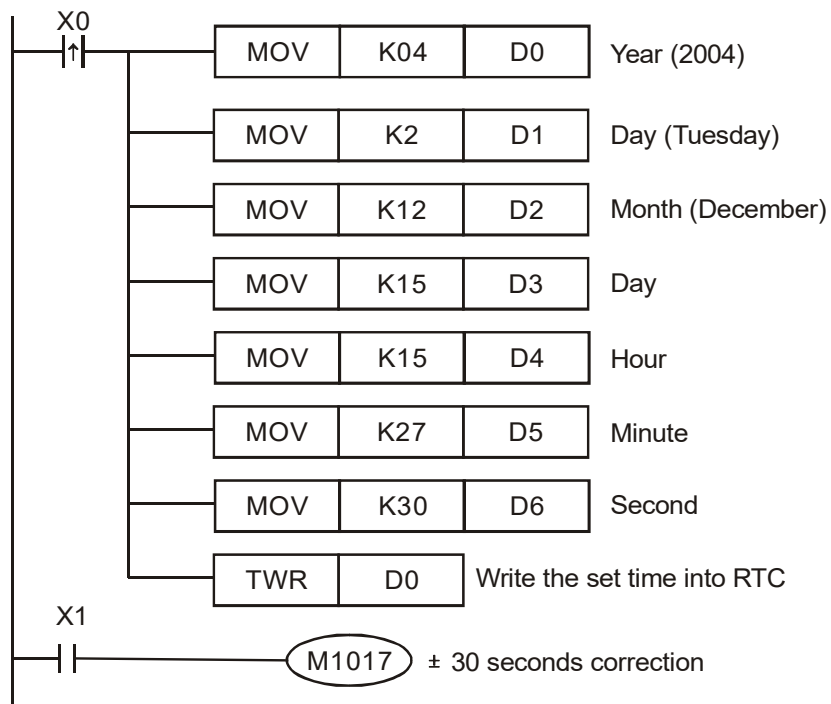 X0
MOV K04 D0 Year (2004)
MOV K2 D1 Day (Tuesday)
MOV K12 D2 Month (December)
MOV K15 D3 Day
MOV K15 D4 Hour
MOV K27 D5 Minute
MOV K30 D6 Second
TWR D0 Write the set time into RTC
X1
M1017 ± 30 seconds correction